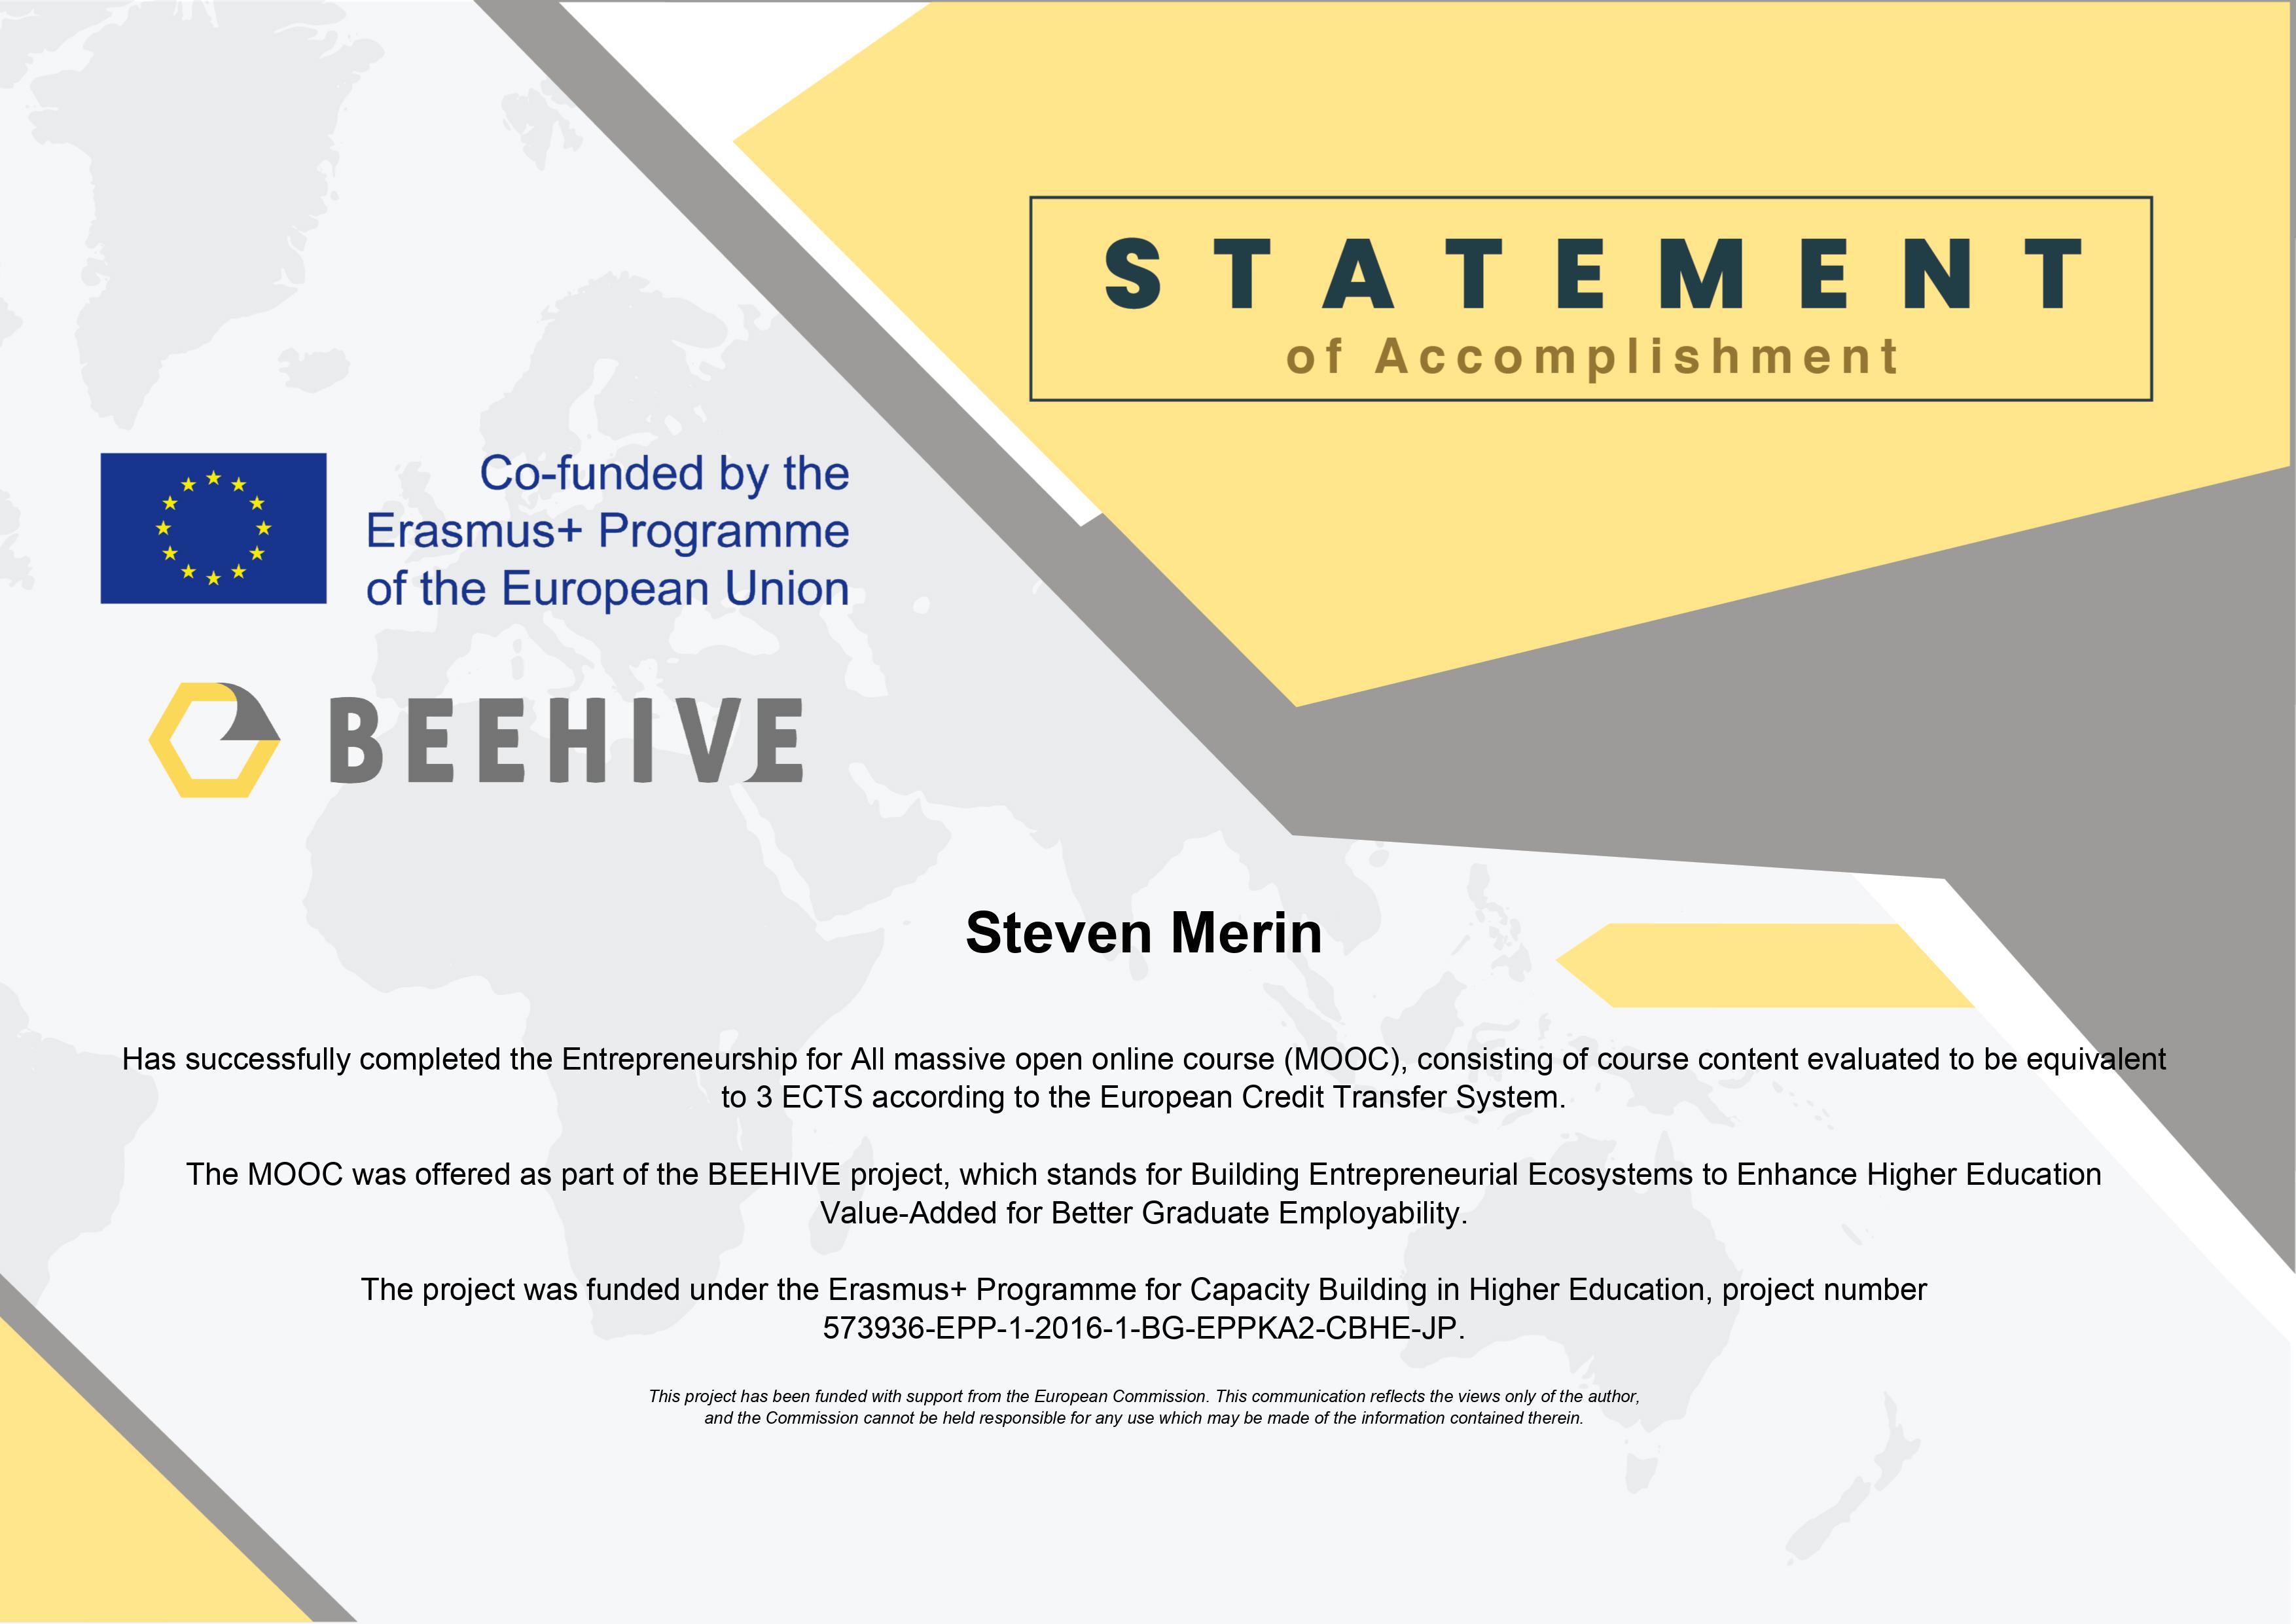 STATEMENT
of Accomplishment
Co-funded by the
Erasmus+ Programme
of the European Union
BEEHIVE
Steven Merin
Has successfully completed the Entrepreneurship for All massive open online course (MOOC), consisting of course content evaluated to be equivalent
to 3 ECTS according to the European Credit Transfer System.
The MOOC was offered as part of the BEEHIVE project, which stands for Building Entrepreneurial Ecosystems to Enhance Higher Education
Value-Added for Better Graduate Employability.
The project was funded under the Erasmus+ Programme for Capacity Building in Higher Education, project number
573936-EPP-1-2016-1-BG-EPPKA2-CBHE-JP.
This project has been funded with support from the European Commission. This communication reflects the views only of the author,
and the Commission cannot be held responsible for any use which may be made of the information contained therein.